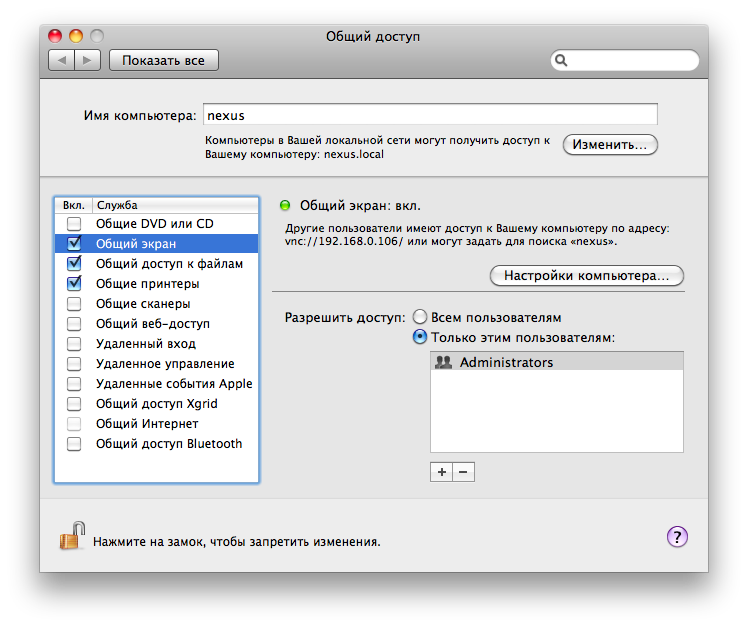 Общий доступ
Показать все
Имя компьютера: nexus
Компьютеры в Вашей локальной сети могут получить доступ к
Вашему компьютеру: nexus.local
Изменить...
Вкл. Служба
Общие DVD или CD
Общий экран
Общий доступ к файлам
Общие принтеры
Общие сканеры
Общий веб-доступ
Удаленный вход
Удаленное управление
Удаленные события Apple
Общий доступ Xgrid
Общий Интернет
Общий доступ Bluetooth
Общий экран: вкл.
Другие пользователи имеют доступ к Вашему компьютеру по адресу:
vnc://192.168.0.106/ или могут задать для поиска «nexus».
Настройки компьютера...
Разрешить доступ: Всем пользователям
Только этим пользователям:
Administrators
+ −
Нажмите на замок, чтобы запретить изменения.
?